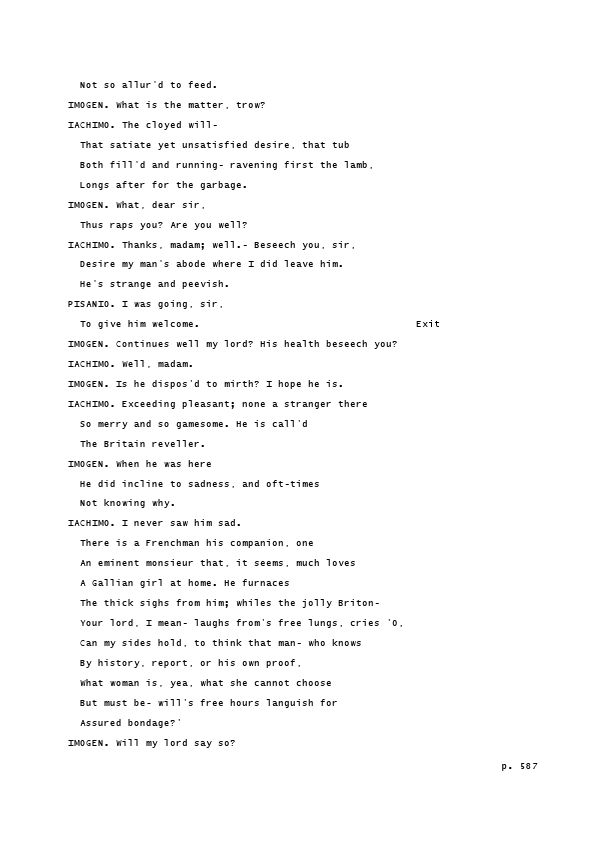 Not so allur'd to feed.
IMOGEN. What is the matter, trow?
IACHIMO. The cloyed will-
That satiate yet unsatisfied desire, that tub
Both fill'd and running- ravening first the lamb,
Longs after for the garbage.
IMOGEN. What, dear sir,
Thus raps you? Are you well?
IACHIMO. Thanks, madam; well.- Beseech you, sir,
Desire my man's abode where I did leave him.
He's strange and peevish.
PISANIO. I was going, sir,
To give him welcome. Exit
IMOGEN. Continues well my lord? His health beseech you?
IACHIMO. Well, madam.
IMOGEN. Is he dispos'd to mirth? I hope he is.
IACHIMO. Exceeding pleasant; none a stranger there
So merry and so gamesome. He is call'd
The Britain reveller.
IMOGEN. When he was here
He did incline to sadness, and oft-times
Not knowing why.
IACHIMO. I never saw him sad.
There is a Frenchman his companion, one
An eminent monsieur that, it seems, much loves
A Gallian girl at home. He furnaces
The thick sighs from him; whiles the jolly Briton-
Your lord, I mean- laughs from's free lungs, cries 'O,
Can my sides hold, to think that man- who knows
By history, report, or his own proof,
What woman is, yea, what she cannot choose
But must be- will's free hours languish for
Assured bondage?'
IMOGEN. Will my lord say so?
p. 587